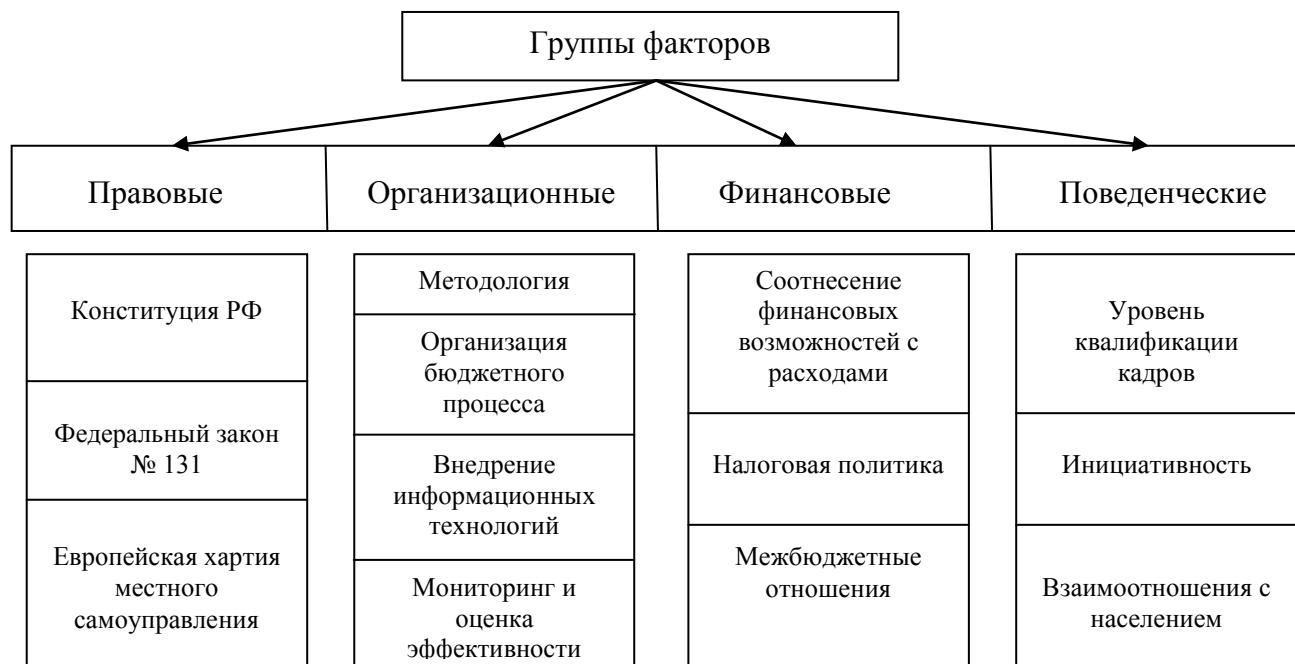 Группы факторов
Правовые
Организационные
Финансовые
Поведенческие
Конституция РФ
Федеральный закон
№ 131
Европейская хартия
местного
самоуправления
Методология
Организация
бюджетного
процесса
Внедрение
информационных
технологий
Мониторинг и
оценка
эффективности
Соотнесение
финансовых
возможностей с
расходами
Налоговая политика
Межбюджетные
отношения
Уровень
квалификации
кадров
Инициативность
Взаимоотношения с
населением